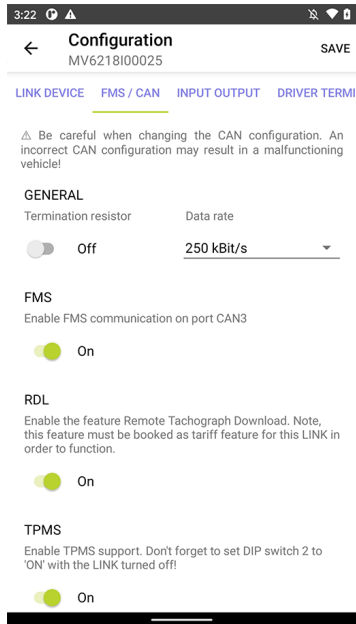 3:22
Configuration
SAVE
MV6218I00025
LINK DEVICE FMS / CAN INPUT OUTPUT DRIVER TERMI
⚠ Be careful when changing the CAN configuration. An
incorrect CAN configuration may result in a malfunctioning
vehicle!
GENERAL
Termination resistor Data rate
Off 250 kBit/s
FMS
Enable FMS communication on port CAN3
On
RDL
Enable the feature Remote Tachograph Download. Note,
this feature must be booked as tariff feature for this LINK in
order to function.
On
TPMS
Enable TPMS support. Don't forget to set DIP switch 2 to
'ON' with the LINK turned off!
On